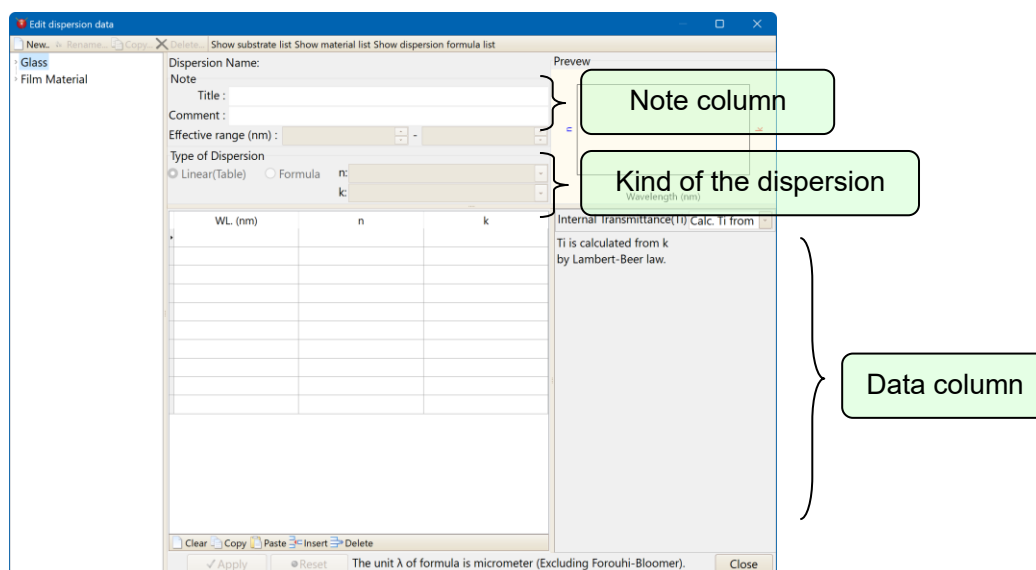 Edit dispersion data
New.. Rename... Copy... Delete... Show substrate list Show material list Show dispersion formula list
Glass
Film Material
Dispersion Name:
Note
Title :
Comment :
Effective range (nm) : -
Type of Dispersion
Linear(Table) Formula n:
k:
Prevew
n
Wavelength (nm)
Note column
Kind of the dispersion
WL. (nm) n k
Internal Transmittance(Ti) Calc. Ti from
Ti is calculated from k
by Lambert-Beer law.
Data column
Clear Copy Paste Insert Delete
Apply Reset The unit λ of formula is micrometer (Excluding Forouhi-Bloomer). Close